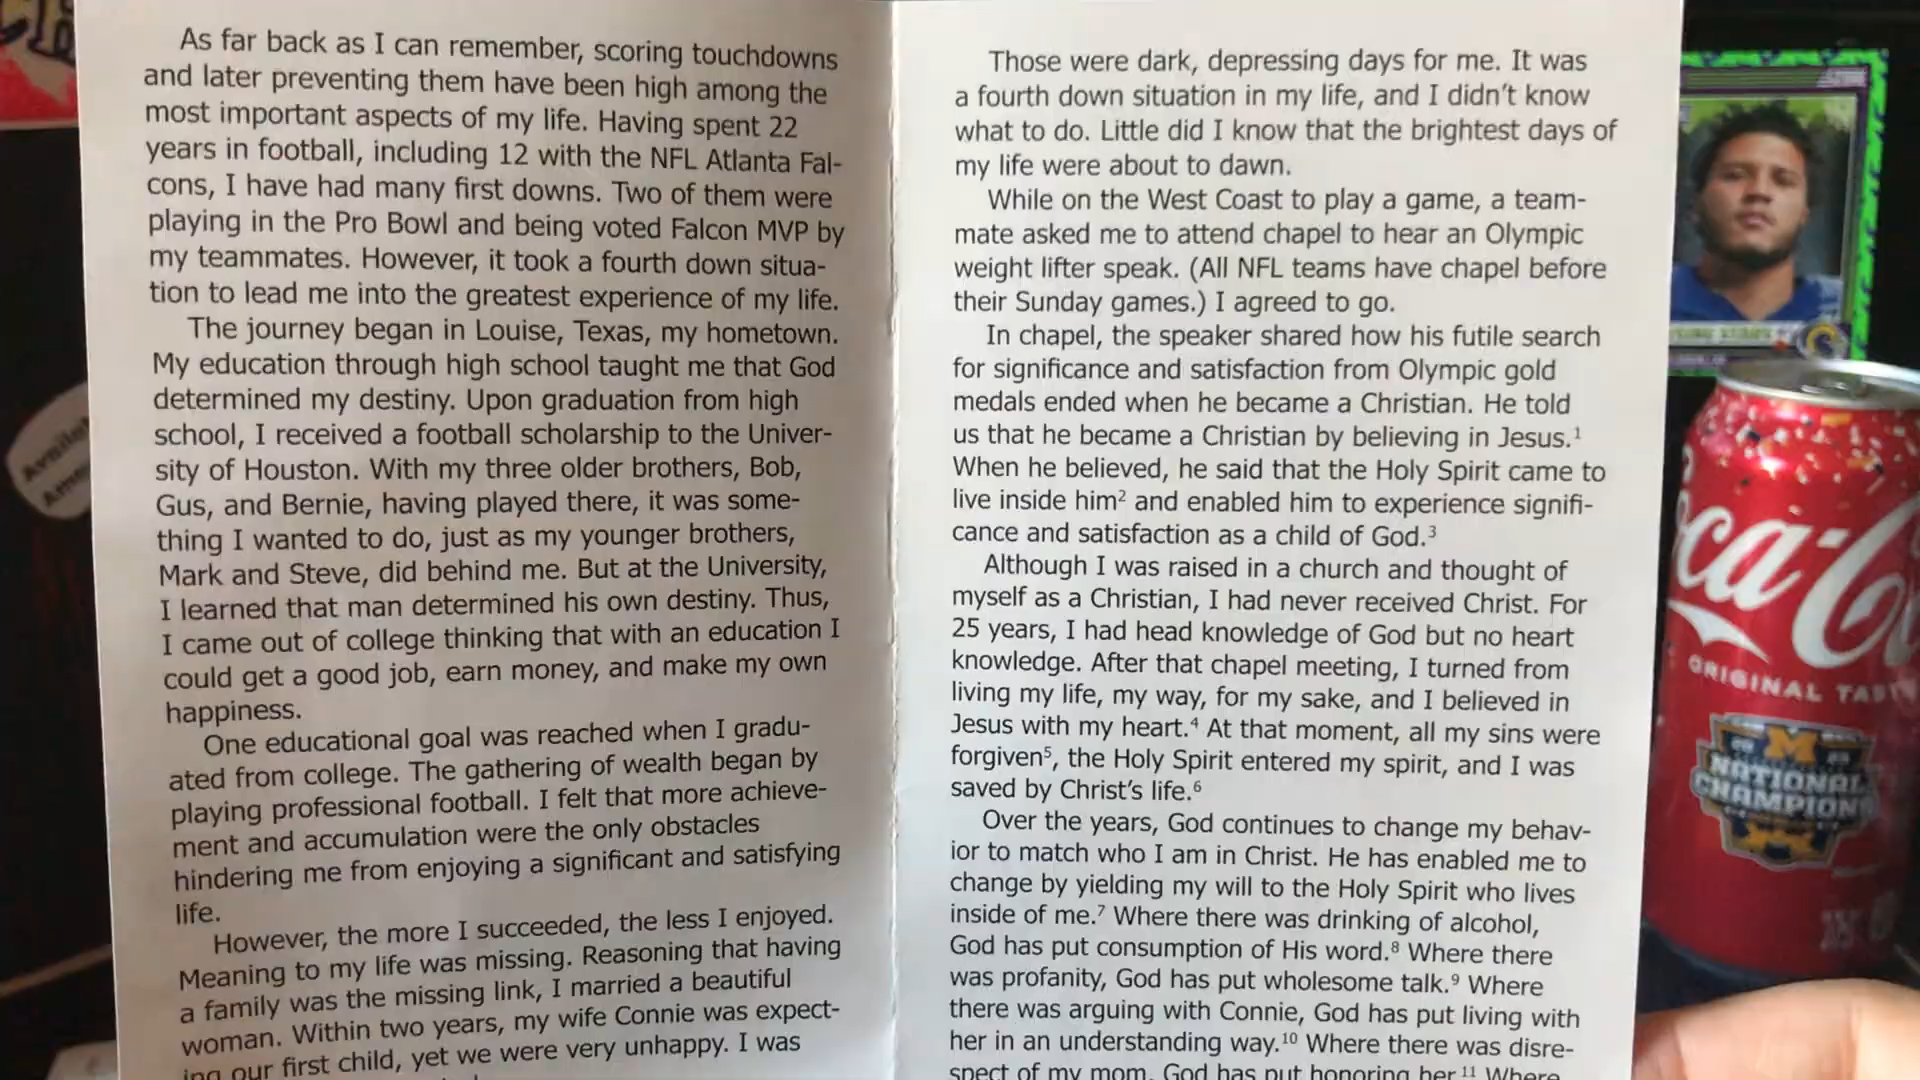 As far back as I can remember, scoring touchdowns
and later preventing them have been high among the
most important aspects of my life. Having spent 22
years in football, including 12 with the NFL Atlanta Fal-
cons, I have had many first downs. Two of them were
playing in the Pro Bowl and being voted Falcon MVP by
my teammates. However, it took a fourth down situa-
tion to lead me into the greatest experience of my life.
The journey began in Louise, Texas, my hometown.
My education through high school taught me that God
determined my destiny. Upon graduation from high
school, I received a football scholarship to the Univer-
sity of Houston. With my three older brothers, Bob,
Gus, and Bernie, having played there, it was some-
thing I wanted to do, just as my younger brothers,
Mark and Steve, did behind me. But at the University,
I learned that man determined his own destiny. Thus,
I came out of college thinking that with an education I
could get a good job, earn money, and make my own
happiness.
One educational goal was reached when I gradu-
ated from college. The gathering of wealth began by
playing professional football. I felt that more achieve-
ment and accumulation were the only obstacles
hindering me from enjoying a significant and satisfying
life.
However, the more I succeeded, the less I enjoyed.
Meaning to my life was missing. Reasoning that having
a family was the missing link, I married a beautiful
woman. Within two years, my wife Connie was expect-
ing our first child, yet we were very unhappy. I was
Those were dark, depressing days for me. It was
a fourth down situation in my life, and I didn't know
what to do. Little did I know that the brightest days of
my life were about to dawn.
While on the West Coast to play a game, a team-
mate asked me to attend chapel to hear an Olympic
weight lifter speak. (All NFL teams have chapel before
their Sunday games.) I agreed to go.
In chapel, the speaker shared how his futile search
for significance and satisfaction from Olympic gold
medals ended when he became a Christian. He told
us that he became a Christian by believing in Jesus.¹
When he believed, he said that the Holy Spirit came to
live inside him² and enabled him to experience signifi-
cance and satisfaction as a child of God.³
Although I was raised in a church and thought of
myself as a Christian, I had never received Christ. For
25 years, I had head knowledge of God but no heart
knowledge. After that chapel meeting, I turned from
living my life, my way, for my sake, and I believed in
Jesus with my heart.⁴ At that moment, all my sins were
forgiven⁵, the Holy Spirit entered my spirit, and I was
saved by Christ's life.⁶
Over the years, God continues to change my behav-
ior to match who I am in Christ. He has enabled me to
change by yielding my will to the Holy Spirit who lives
inside of me.⁷ Where there was drinking of alcohol,
God has put consumption of His word.⁸ Where there
was profanity, God has put wholesome talk.⁹ Where
there was arguing with Connie, God has put living with
her in an understanding way.¹⁰ Where there was disre-
spect of my mom, God has put honoring her.¹¹ Where
ca-C
ORIGINAL TAST
M
NATIONAL
CHAMPIONS